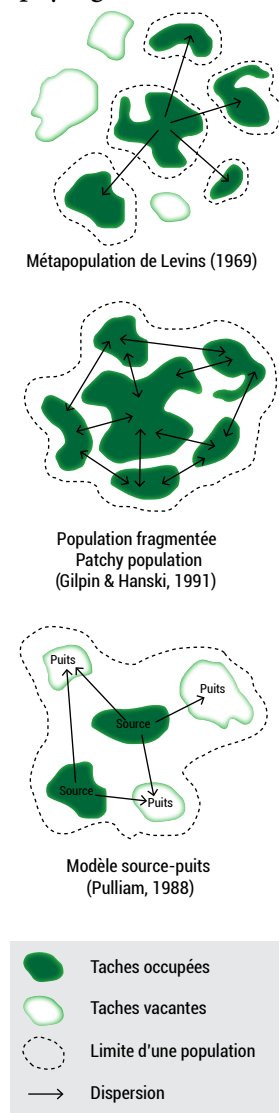 Métapopulation de Levins (1969)
Population fragmentée
Patchy population
(Gilpin & Hanski, 1991)
Puits
Puits
Source
Source
Puits
Modèle source-puits
(Pulliam, 1988)
Taches occupées
Taches vacantes
Limite d'une population
Dispersion